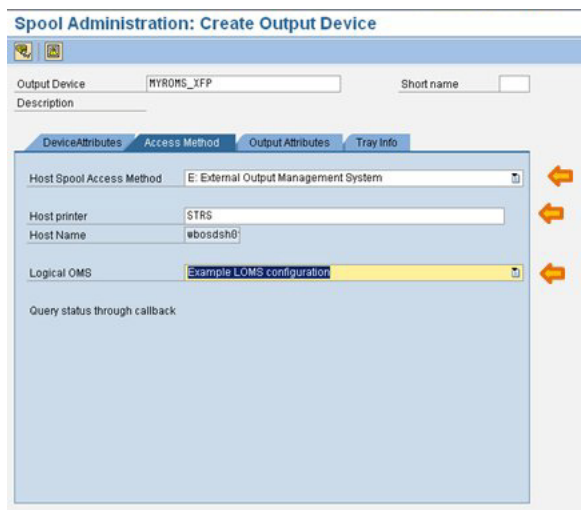 Spool Administration: Create Output Device
Output Device MYROMS_XFP Short name
Description
DeviceAttributes Access Method Output Attributes Tray Info
Host Spool Access Method E: External Output Management System
Host printer STRS
Host Name
Logical OMS Example LOMS configuration
Query status through callback